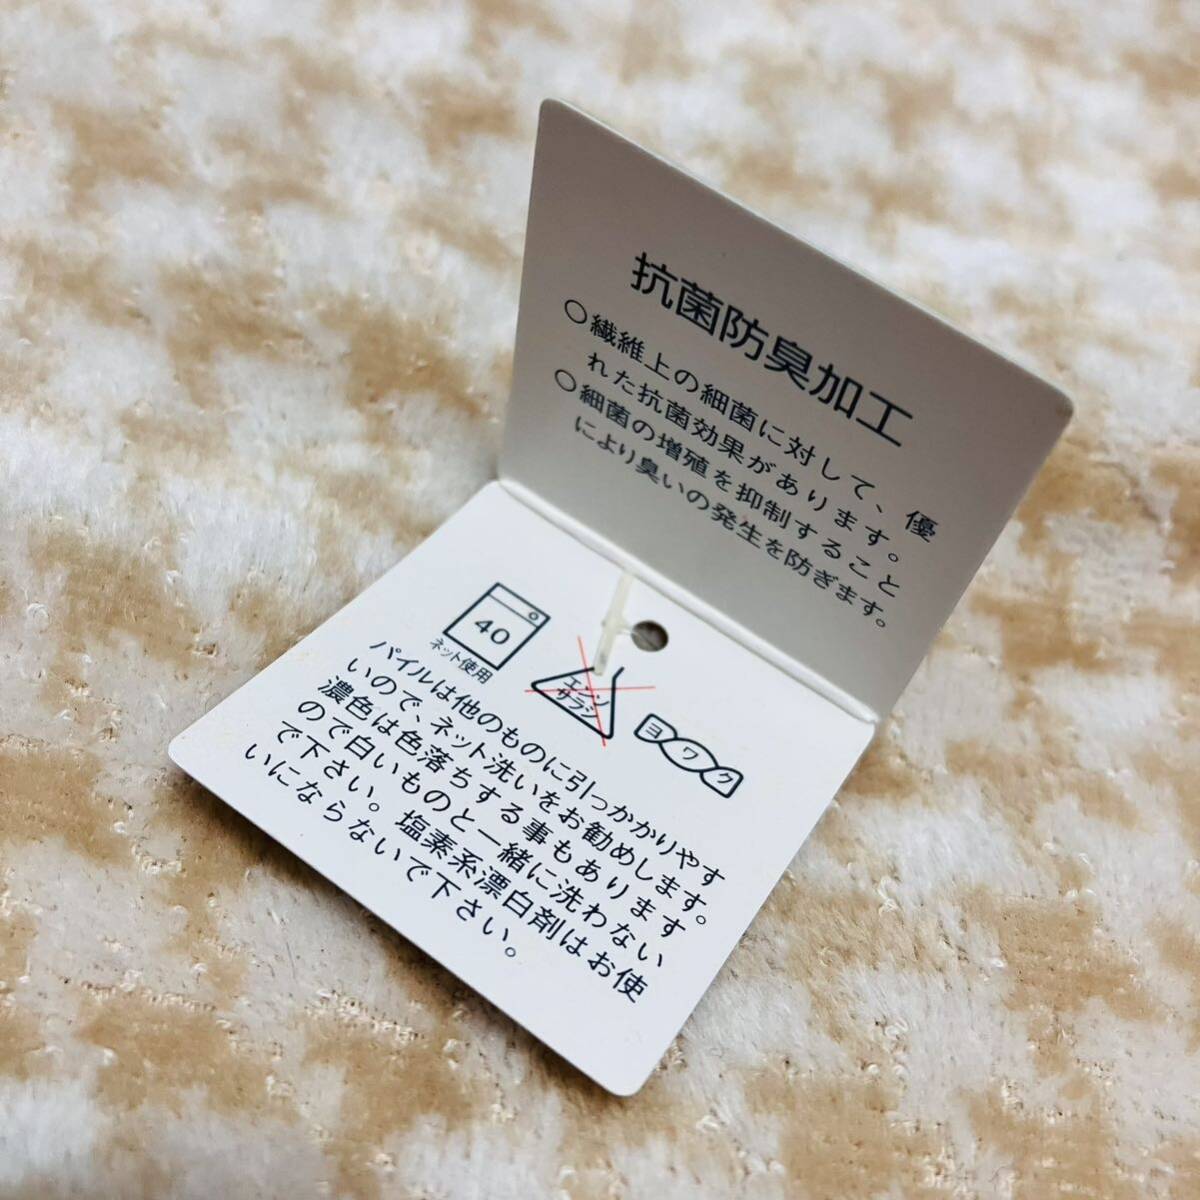 抗菌防臭加工
○繊維上の細菌に対して、優
れた抗菌効果があります。
○細菌の増殖を抑制すること
により臭いの発生を防ぎます。
40
ネット使用
エンソ
サラシ
ヨワク
パイルは他のものに引っかかりやす
いので、ネット洗いをお勧めします。
濃色は色落ちする事もあります
ので白いものと一緒に洗わない
で下さい。塩素系漂白剤はお使
いにならないで下さい。